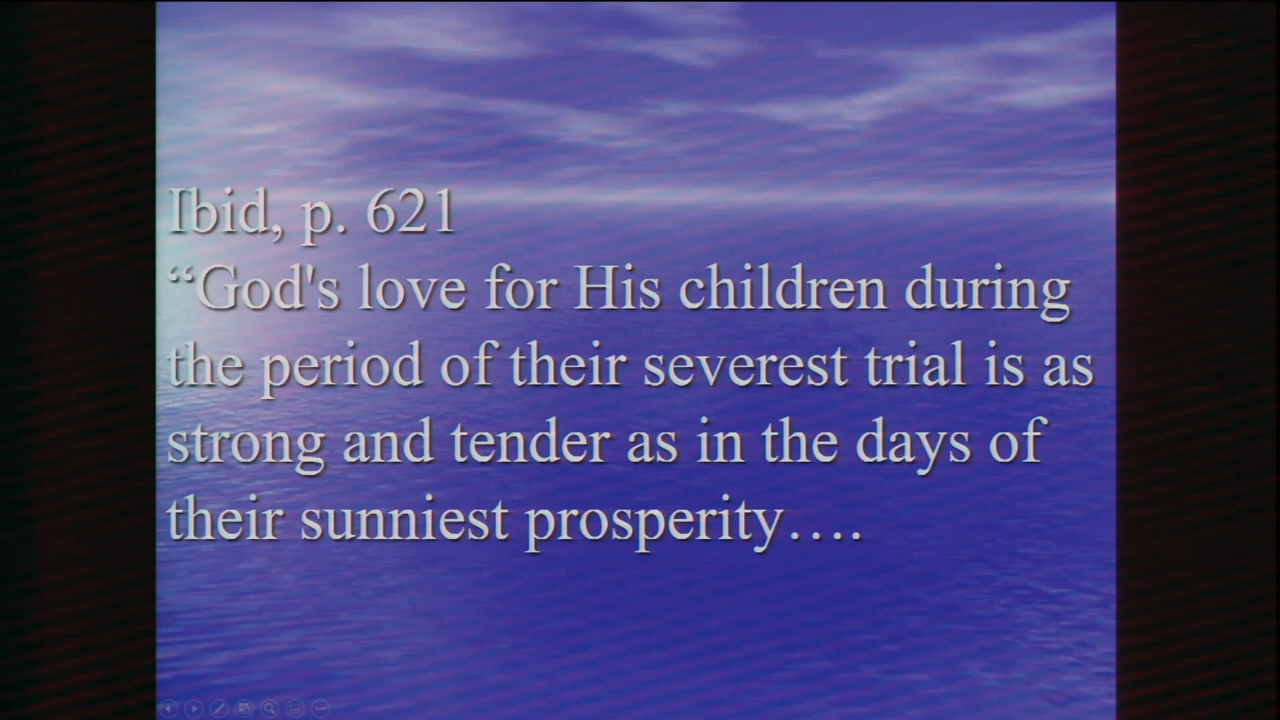 Ibid, p. 621
“God's love for His children during
the period of their severest trial is as
strong and tender as in the days of
their sunniest prosperity….